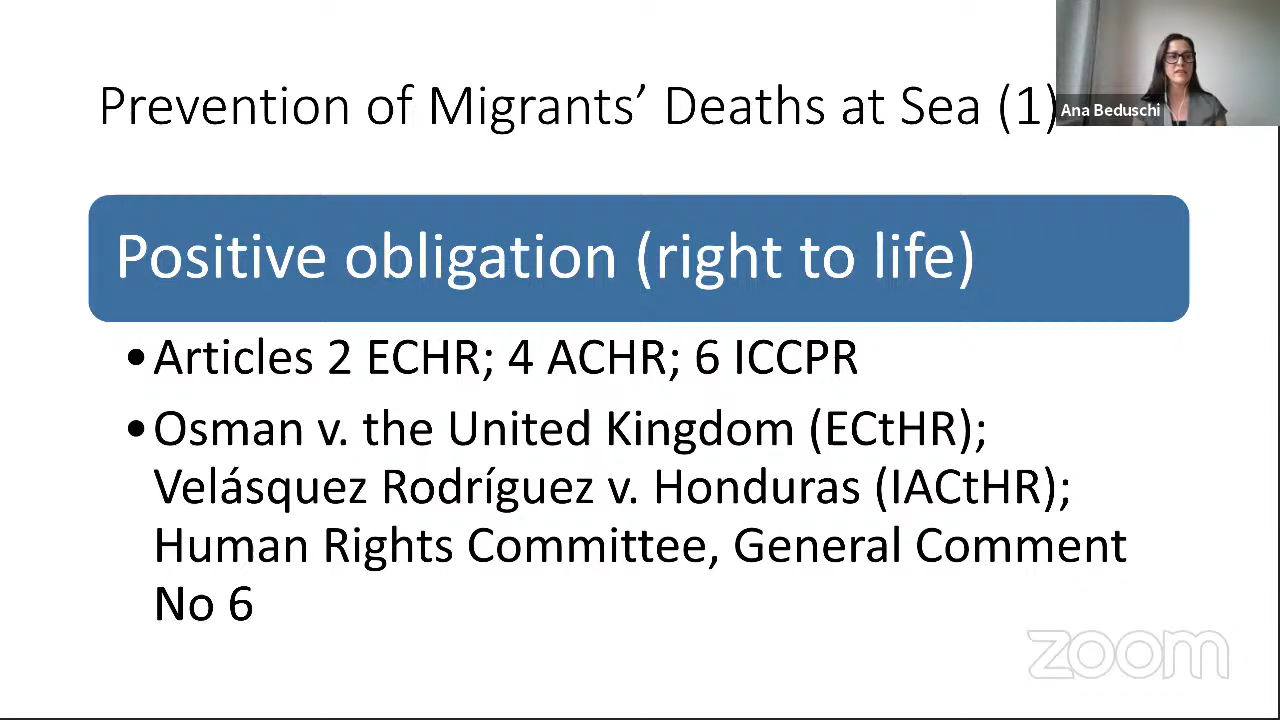 Prevention of Migrants’ Deaths at Sea (1)
Ana Beduschi
Positive obligation (right to life)
•Articles 2 ECHR; 4 ACHR; 6 ICCPR
•Osman v. the United Kingdom (ECtHR);
Velásquez Rodríguez v. Honduras (IACtHR);
Human Rights Committee, General Comment
No 6
zoom